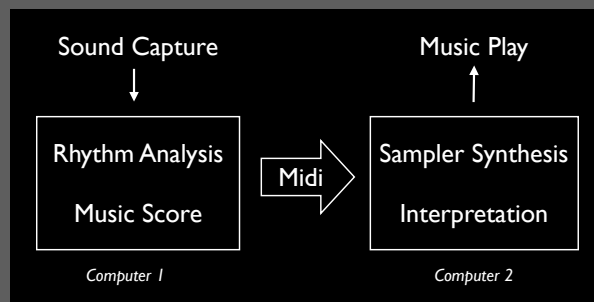 Sound Capture
Music Play
Rhythm Analysis
Music Score
Midi
Sampler Synthesis
Interpretation
Computer 1
Computer 2